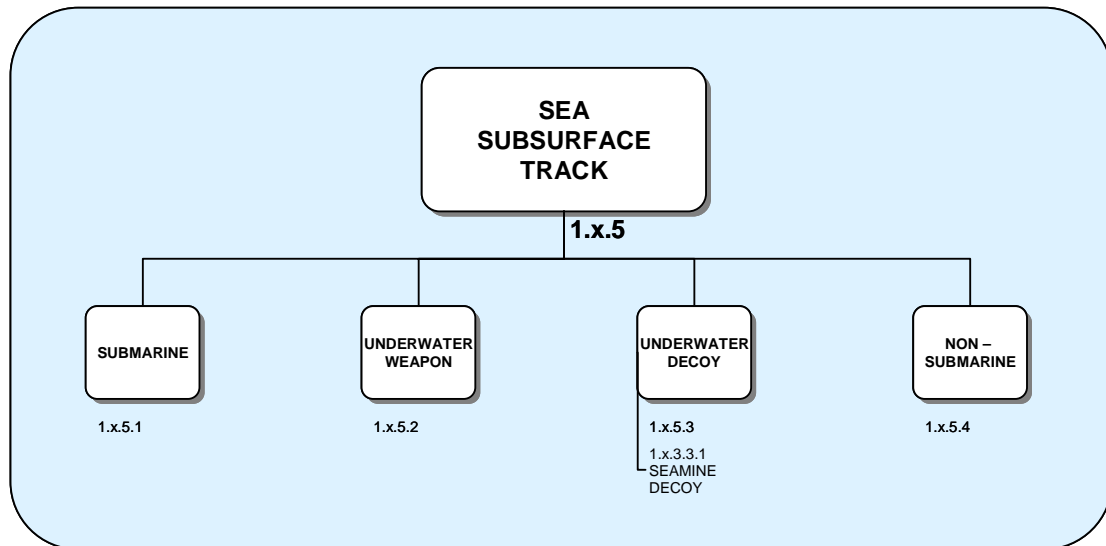 SEA
SUBSURFACE
TRACK
1.x.5
SUBMARINE
1.x.5.1
UNDERWATER
WEAPON
1.x.5.2
UNDERWATER
DECOY
1.x.5.3
1.x.3.3.1
SEAMINE
DECOY
NON –
SUBMARINE
1.x.5.4